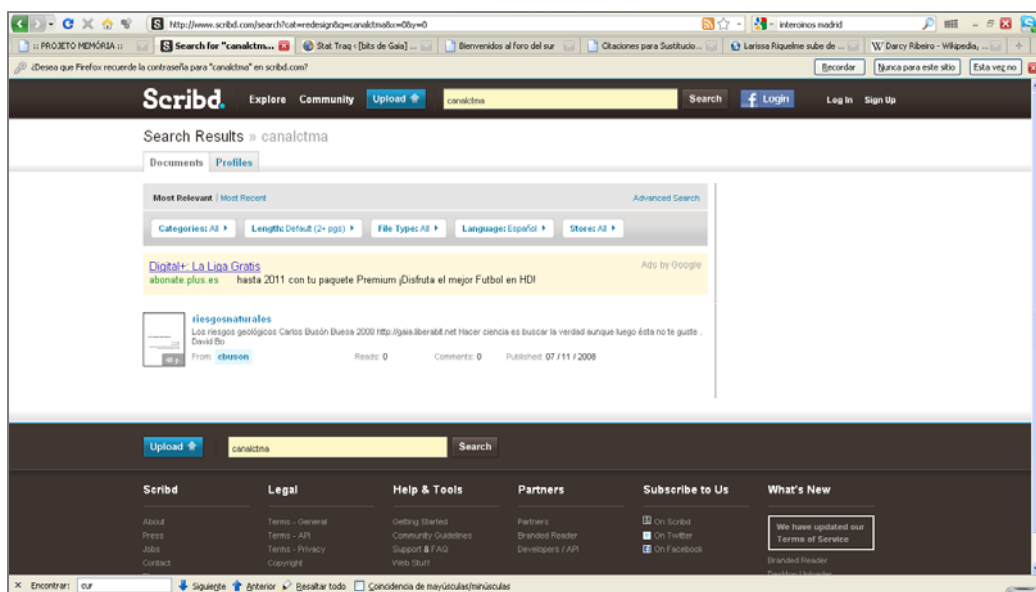 http://www.scribd.com/search?cat=redesign&q=canalctma&x=0&y=0
interoinos madrid
:: PROJETO MEMÓRIA ::
Search for "canalctm...
Stat Traq < [bits de Gaia] ...
Bienvenidos al foro del sur
Citaciones para Sustitucio...
Larissa Riquelme sube de ...
Darcy Ribeiro - Wikipedia, ...
¿Desea que Firefox recuerde la contraseña para "canalctma" en scribd.com?
Recordar
Nunca para este sitio
Esta vez no
Scribd.
Explore
Community
Upload
canalctma
Search
f Login
Log In
Sign Up
Search Results » canalctma
Documents
Profiles
Most Relevant | Most Recent
Advanced Search
Categories: All
Length: Default (2+ pgs)
File Type: All
Language: Español
Store: All
Digital+: La Liga Gratis
Ads by Google
abonate.plus.es
hasta 2011 con tu paquete Premium ¡Disfruta el mejor Futbol en HD!
riesgosnaturales
Los riesgos geológicos Carlos Busón Buesa 2008 http://gaia.liberabit.net Hacer ciencia es buscar la verdad aunque luego ésta no te guste .
David Bo
From: cbuson
Reads: 0
Comments: 0
Published: 07 / 11 / 2008
Upload
canalctma
Search
Scribd
Legal
Help & Tools
Partners
Subscribe to Us
What's New
About
Terms - General
Getting Started
Partners
On Scribd
We have updated our
Terms of Service
Press
Terms - API
Community Guidelines
Branded Reader
On Twitter
Jobs
Terms - Privacy
Support & FAQ
Developers / API
On Facebook
Contact
Copyright
Web Stuff
Branded Reader
Desktop Uploader
Encontrar:
cur
Siguiente
Anterior
Resaltar todo
Coincidencia de mayúsculas/minúsculas